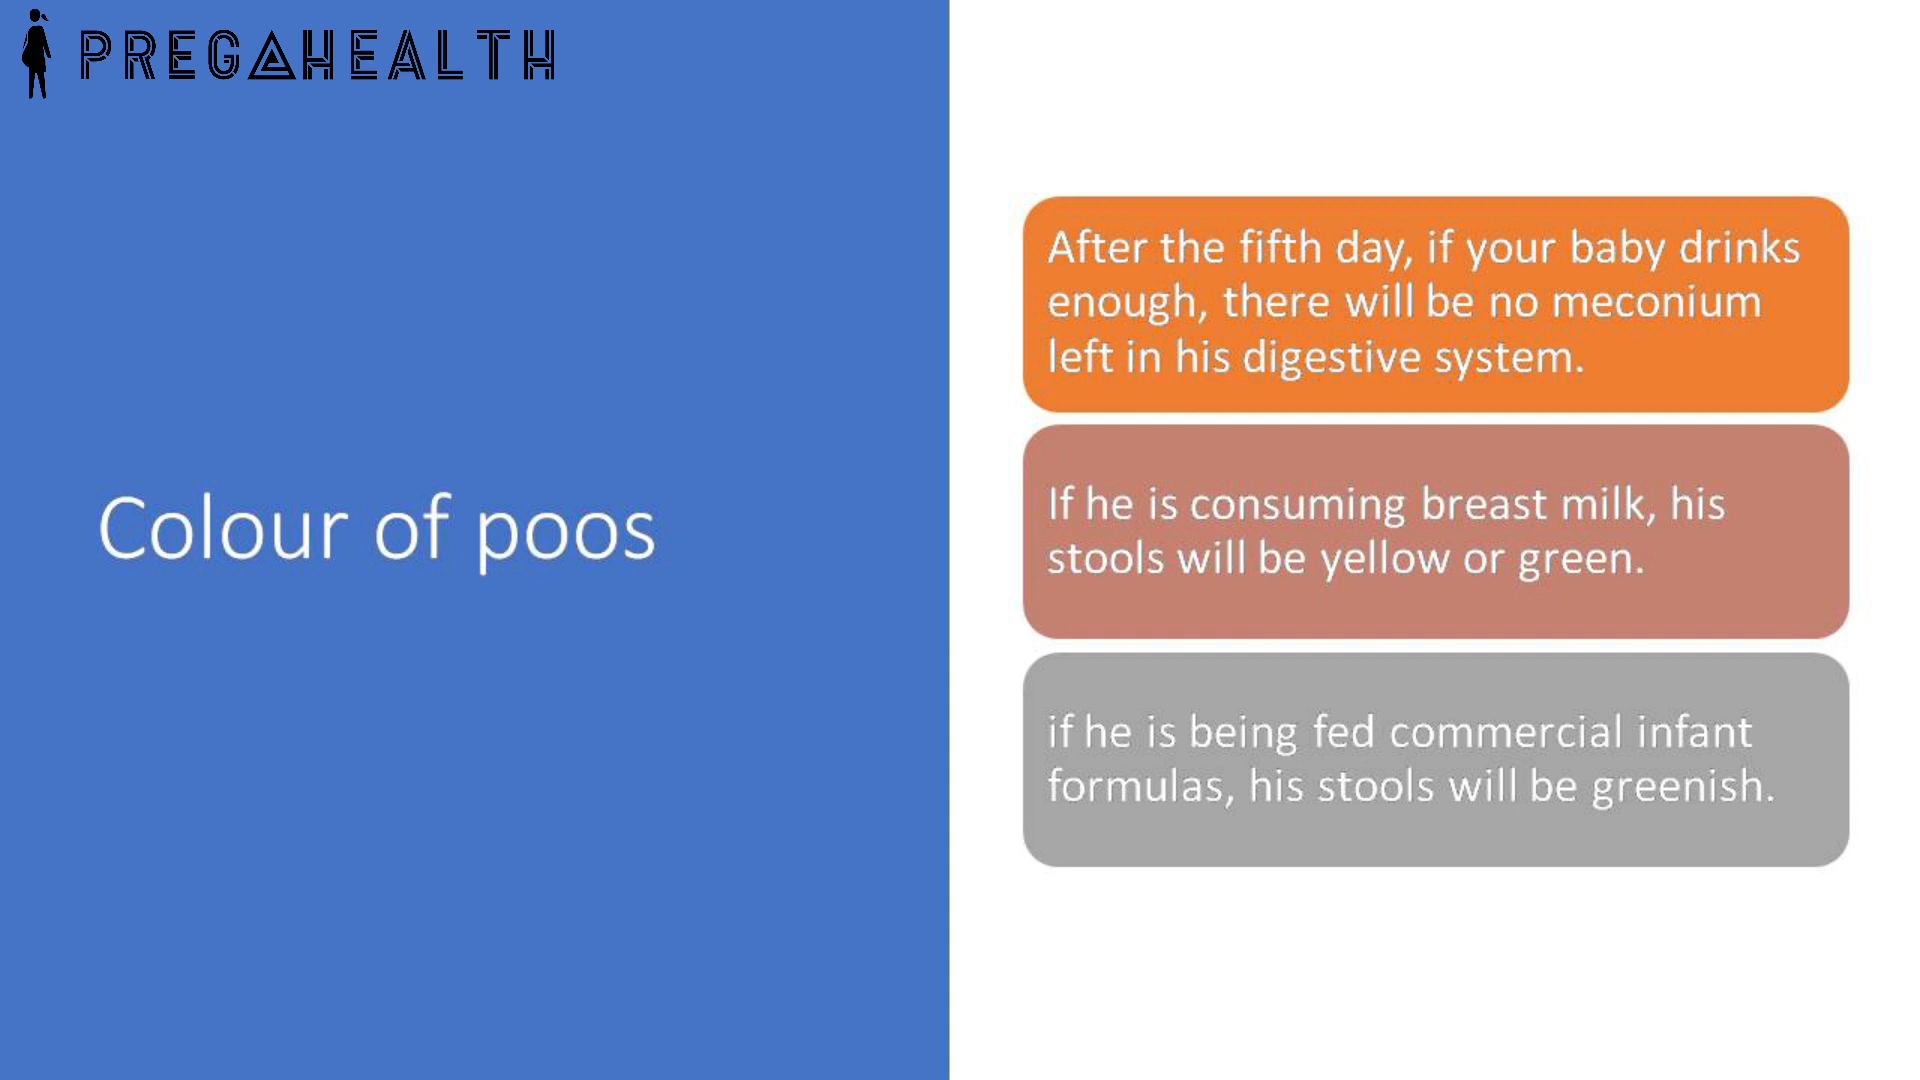 PREGAHEALTH
Colour of poos
After the fifth day, if your baby drinks
enough, there will be no meconium
left in his digestive system.
If he is consuming breast milk, his
stools will be yellow or green.
if he is being fed commercial infant
formulas, his stools will be greenish.